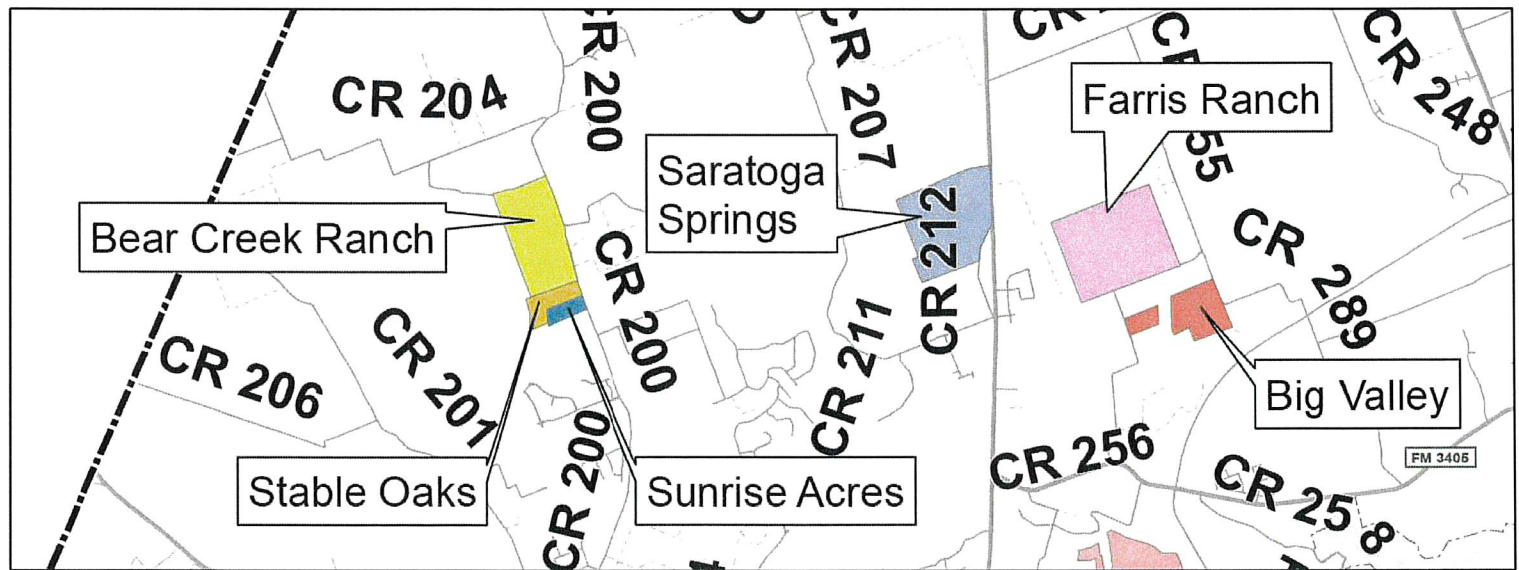 CR 200
CR 207
CR 204
CR 248
Farris Ranch
Saratoga
Springs
CR 212
Bear Creek Ranch
CR 200
CR 289
CR 211
CR 201
CR 206
Big Valley
CR 256
FM 3405
Stable Oaks
CR 200
Sunrise Acres
CR 258